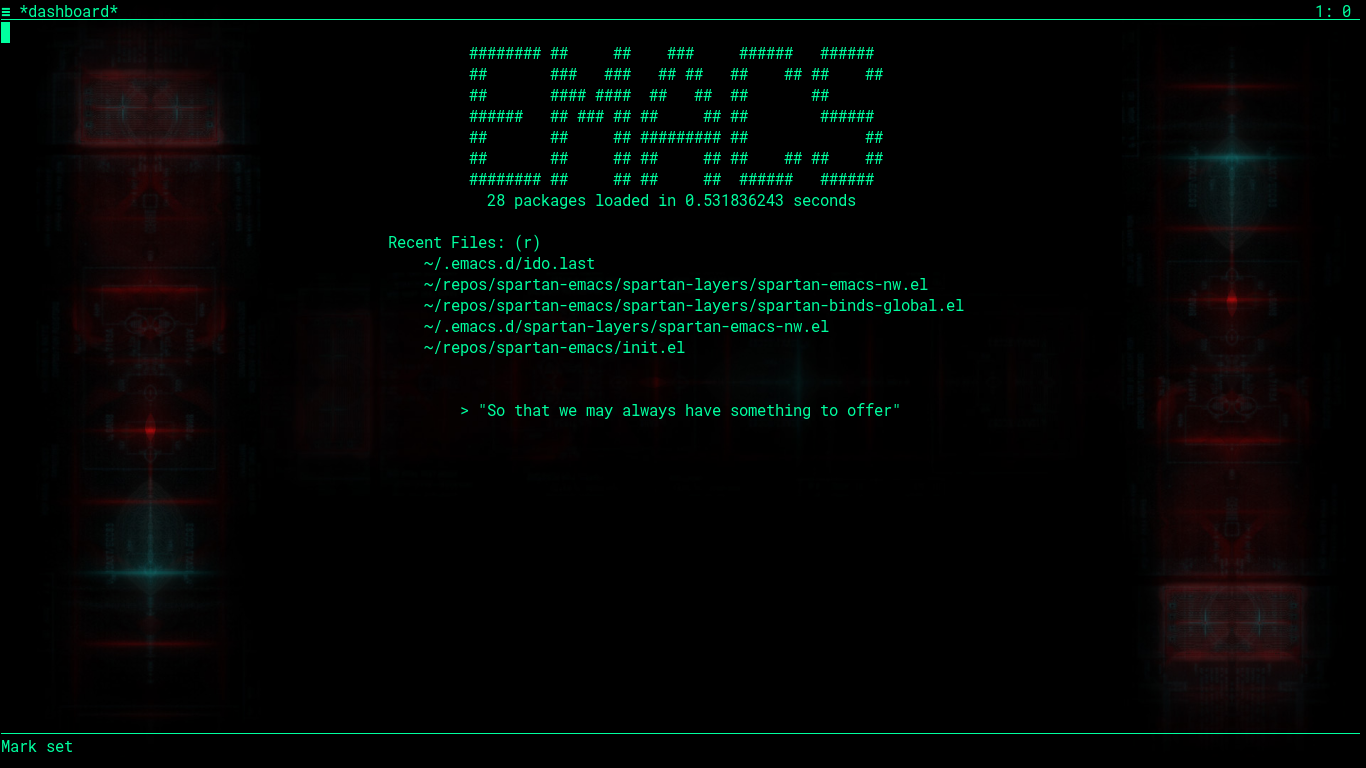 ≡ *dashboard* 1: 0
######## ##     ##    ###     ######   ######
##       ###   ###   ## ##   ##    ## ##    ##
##       #### ####  ##   ##  ##       ##
######   ## ### ## ##     ## ##        ######
##       ##     ## ######### ##             ##
##       ##     ## ##     ## ##    ## ##    ##
######## ##     ## ##     ##  ######   ######
28 packages loaded in 0.531836243 seconds
Recent Files: (r)
~/.emacs.d/ido.last
~/repos/spartan-emacs/spartan-layers/spartan-emacs-nw.el
~/repos/spartan-emacs/spartan-layers/spartan-binds-global.el
~/.emacs.d/spartan-layers/spartan-emacs-nw.el
~/repos/spartan-emacs/init.el
> "So that we may always have something to offer"
Mark set